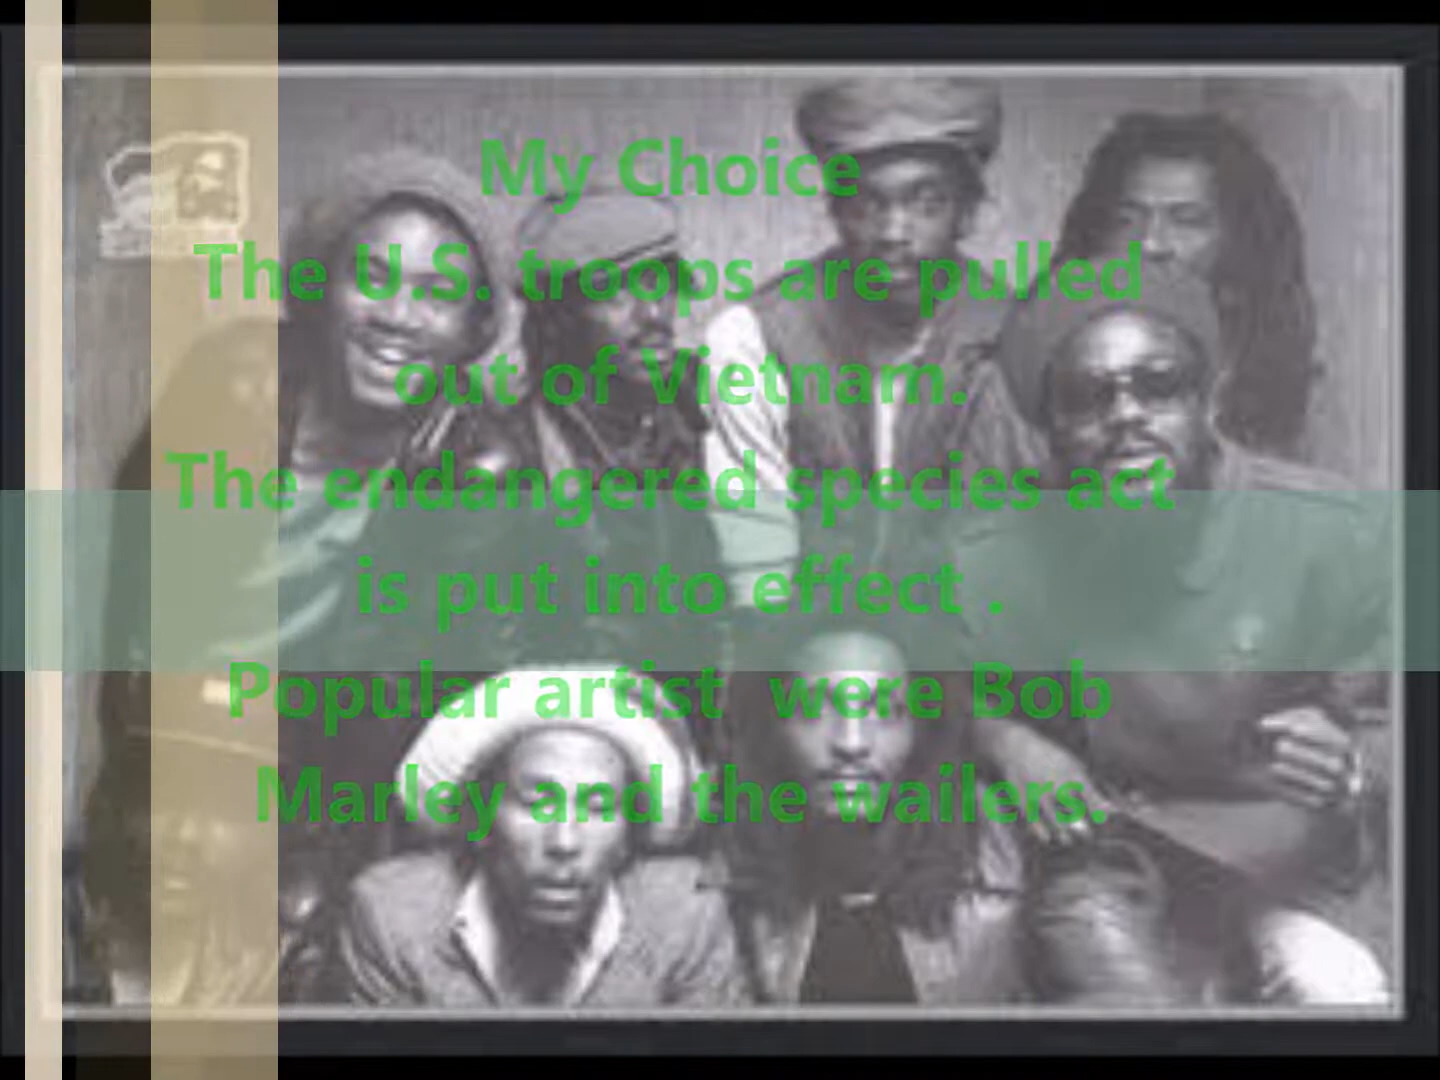 My Choice
The U.S. troops are pulled
out of Vietnam.
The endangered species act
is put into effect .
Popular artist  were Bob
Marley and the wailers.